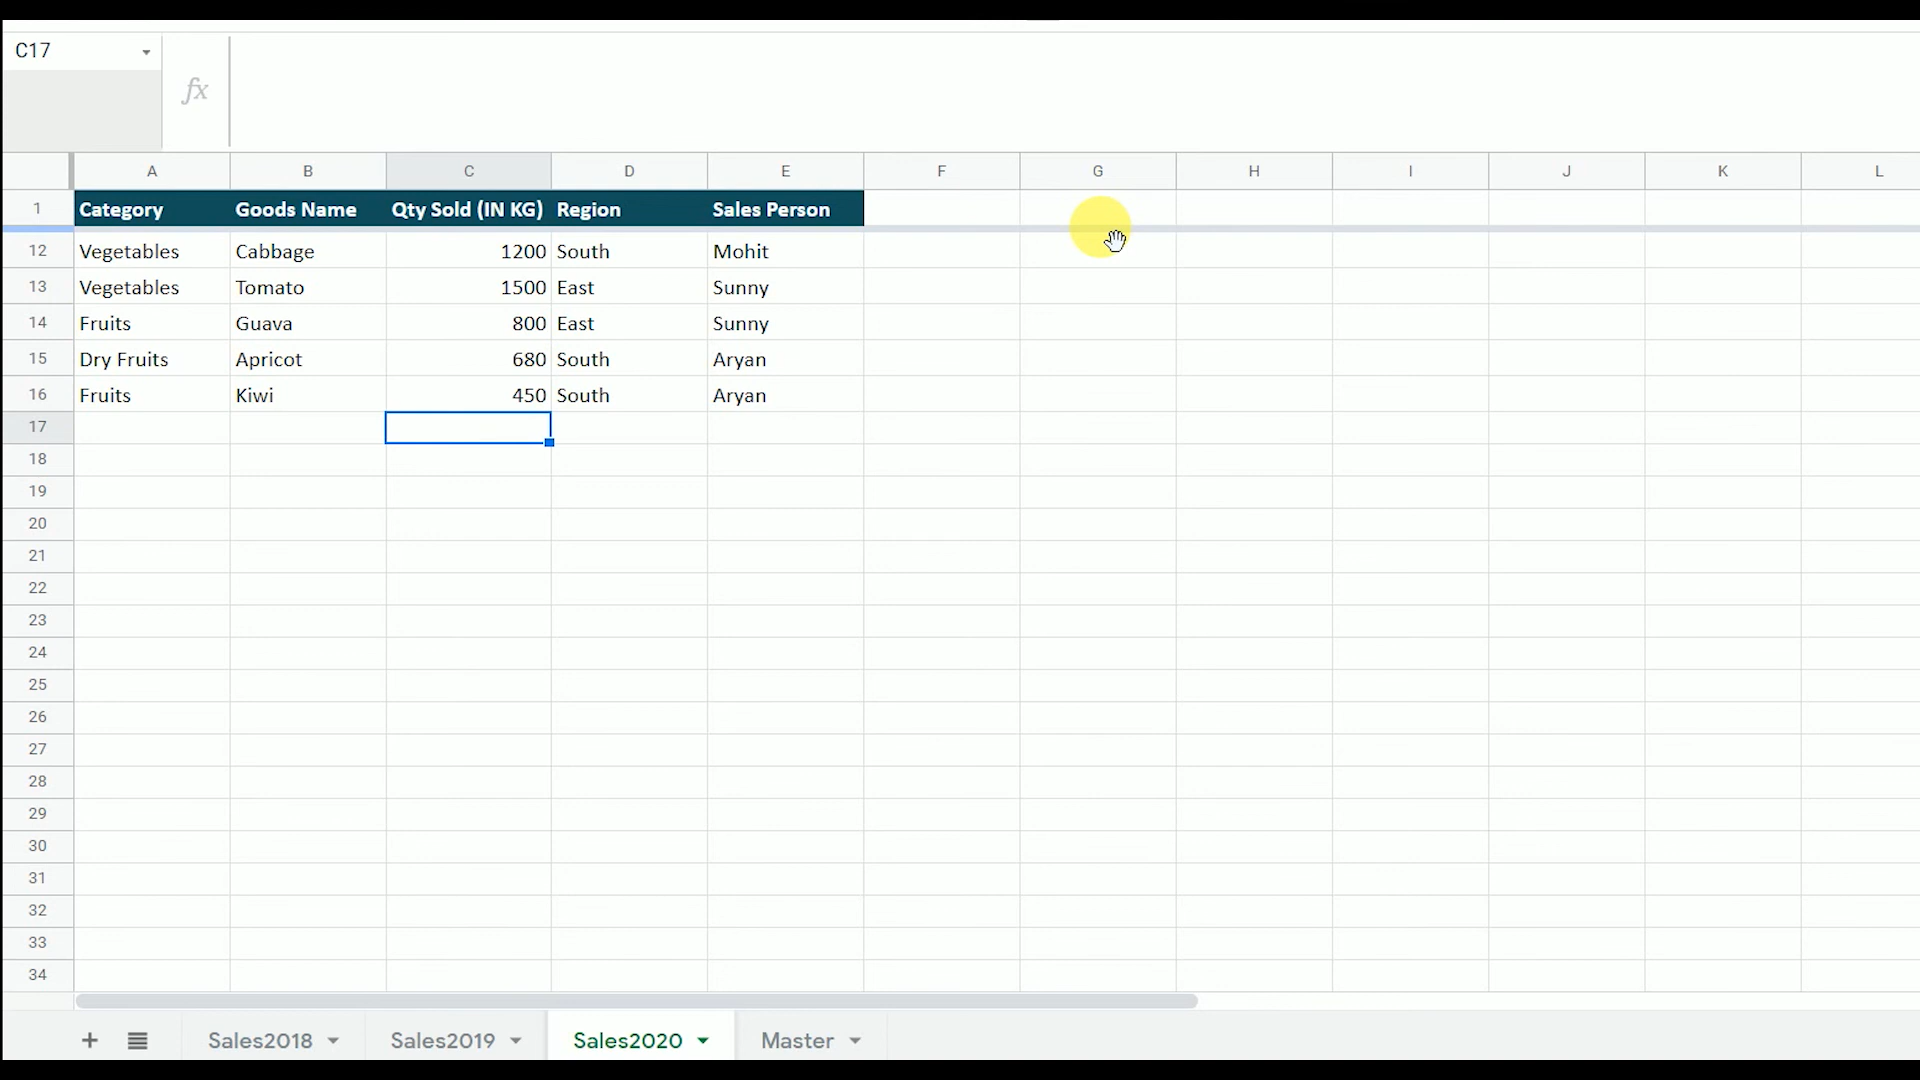 C17
fx
A B C D E F G H I J K L
1 Category Goods Name Qty Sold (IN KG) Region Sales Person
12 Vegetables Cabbage 1200 South Mohit
13 Vegetables Tomato 1500 East Sunny
14 Fruits Guava 800 East Sunny
15 Dry Fruits Apricot 680 South Aryan
16 Fruits Kiwi 450 South Aryan
17
18
19
20
21
22
23
24
25
26
27
28
29
30
31
32
33
34
Sales2018 Sales2019 Sales2020 Master